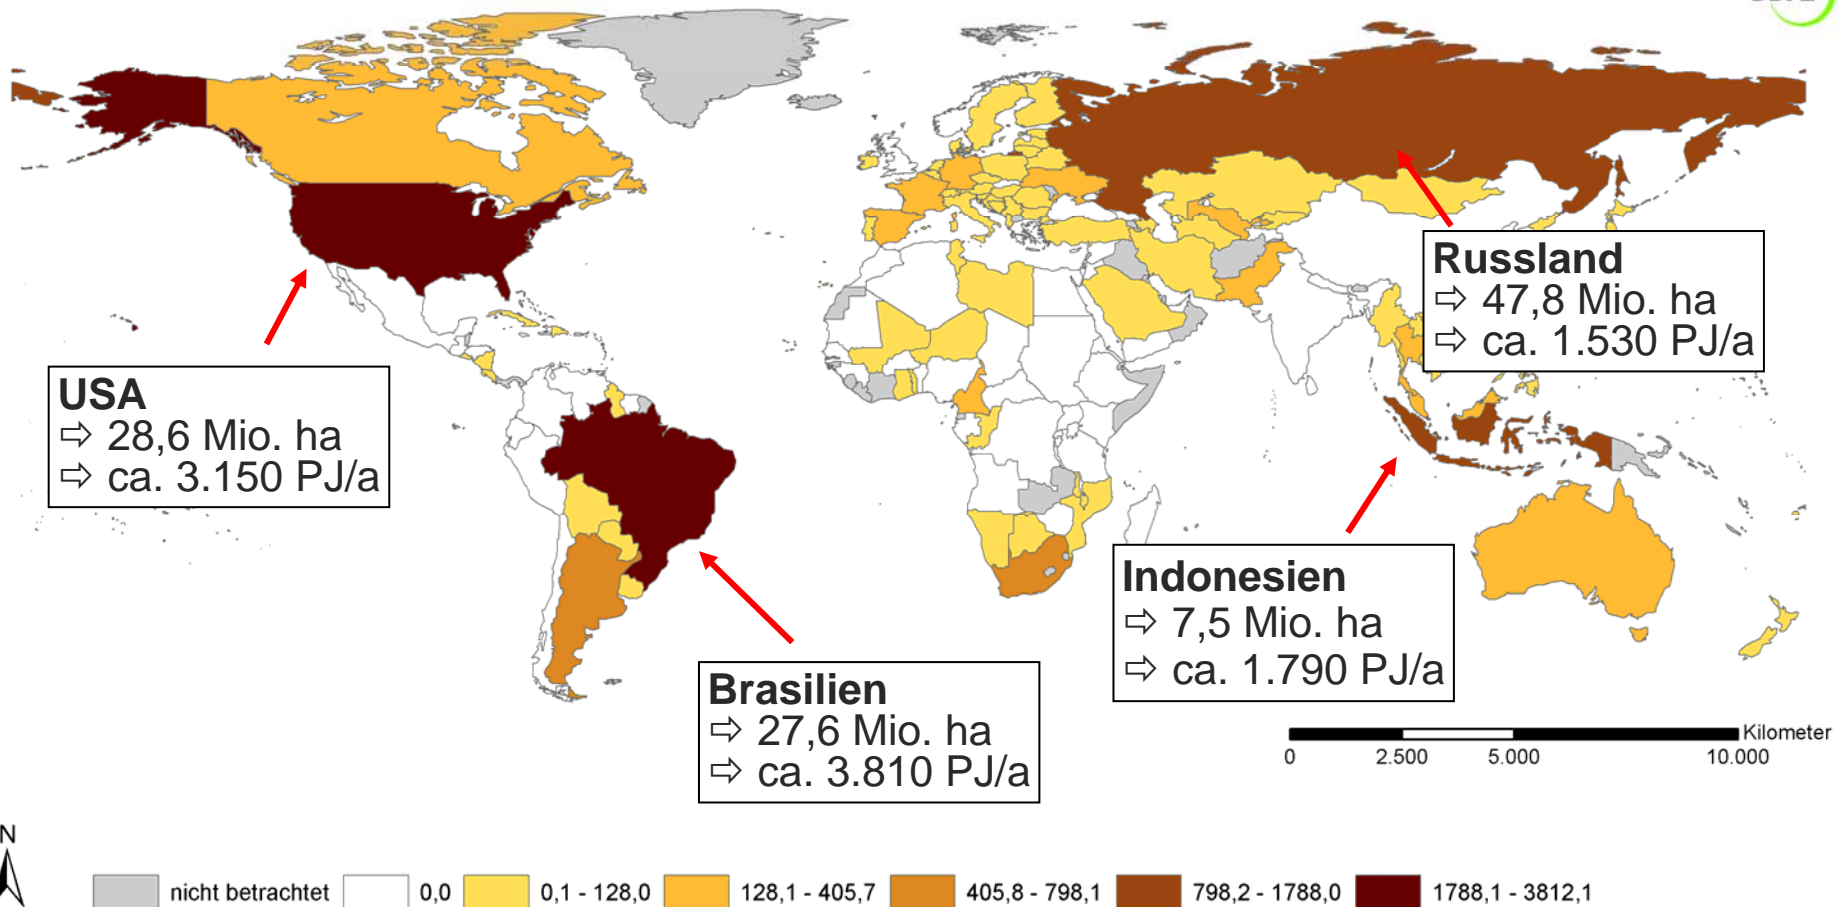 Russland
⇨ 47,8 Mio. ha
⇨ ca. 1.530 PJ/a
USA
⇨ 28,6 Mio. ha
⇨ ca. 3.150 PJ/a
Indonesien
⇨ 7,5 Mio. ha
⇨ ca. 1.790 PJ/a
Brasilien
⇨ 27,6 Mio. ha
⇨ ca. 3.810 PJ/a
Kilometer
0 2.500 5.000 10.000
N
nicht betrachtet 0,0 0,1 - 128,0 128,1 - 405,7 405,8 - 798,1 798,2 - 1788,0 1788,1 - 3812,1